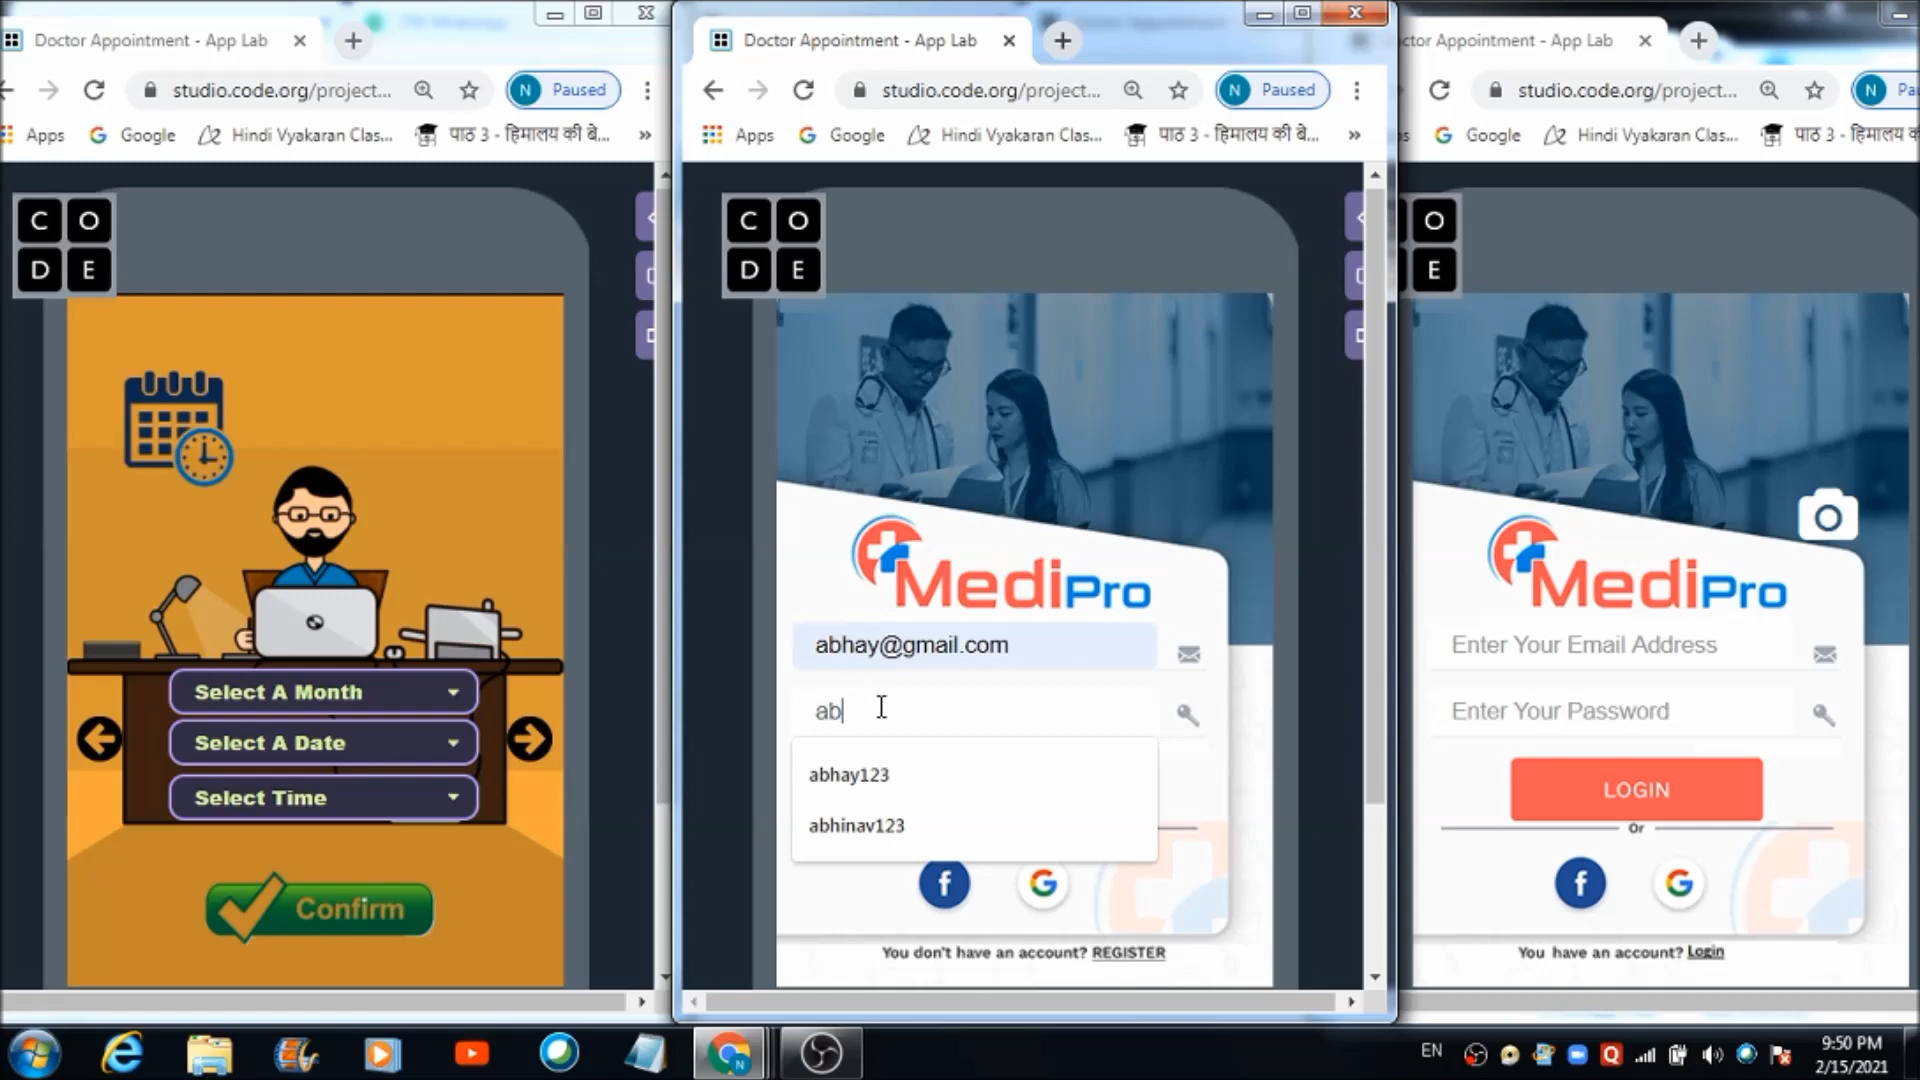 Doctor Appointment - App Lab
studio.code.org/project...
N Paused
Apps
Google
Hindi Vyakaran Clas...
पाठ 3 - हिमालय की बे...
»
C O
D E
Select A Month
Select A Date
Select Time
Confirm
Doctor Appointment - App Lab
studio.code.org/project...
N Paused
Apps
Google
Hindi Vyakaran Clas...
पाठ 3 - हिमालय की बे...
»
C O
D E
MediPro
abhay@gmail.com
ab
abhay123
abhinav123
f G
You don't have an account? REGISTER
ctor Appointment - App Lab
studio.code.org/project...
N Pau
Google
Hindi Vyakaran Clas...
पाठ 3 - हिमालय की
O
E
MediPro
Enter Your Email Address
Enter Your Password
LOGIN
Or
f G
You have an account? Login
EN
9:50 PM
2/15/2021